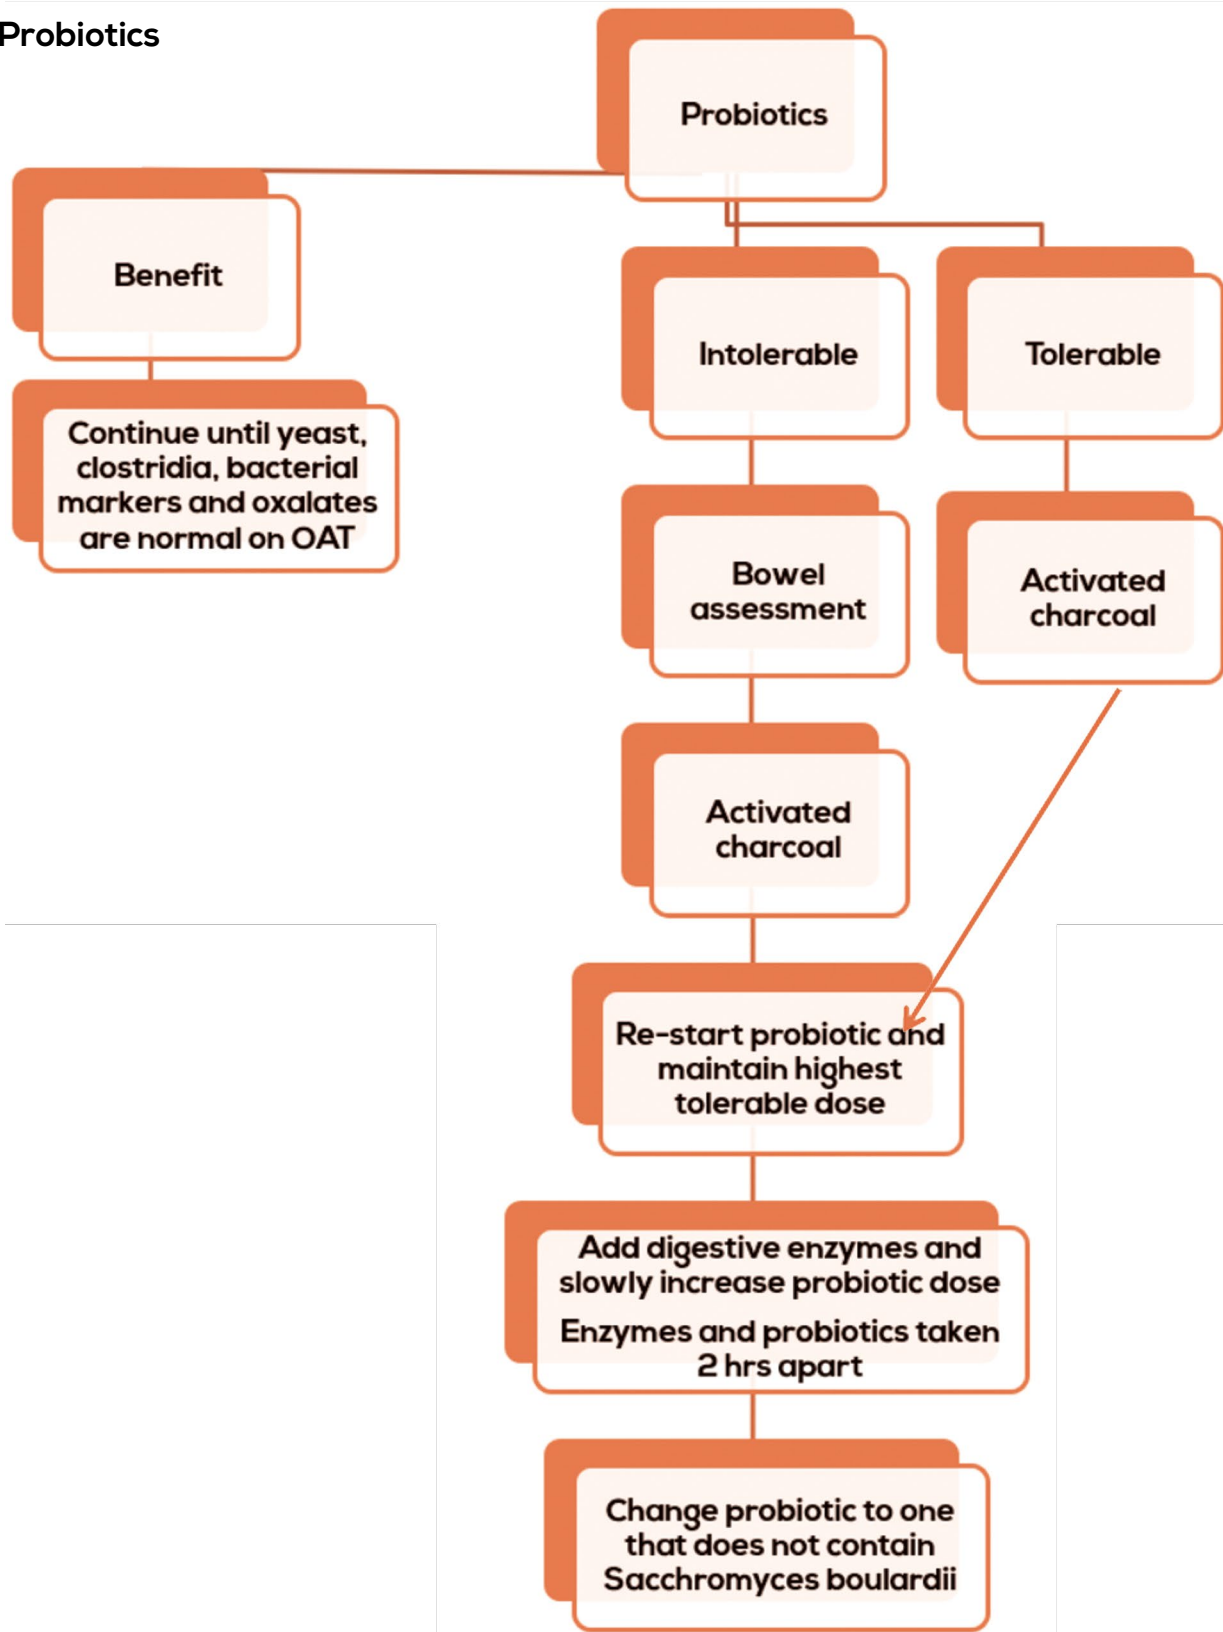 Probiotics
Probiotics
Benefit
Continue until yeast,
clostridia, bacterial
markers and oxalates
are normal on OAT
Intolerable
Tolerable
Bowel
assessment
Activated
charcoal
Activated
charcoal
Re-start probiotic and
maintain highest
tolerable dose
Add digestive enzymes and
slowly increase probiotic dose
Enzymes and probiotics taken
2 hrs apart
Change probiotic to one
that does not contain
Sacchromyces boulardii